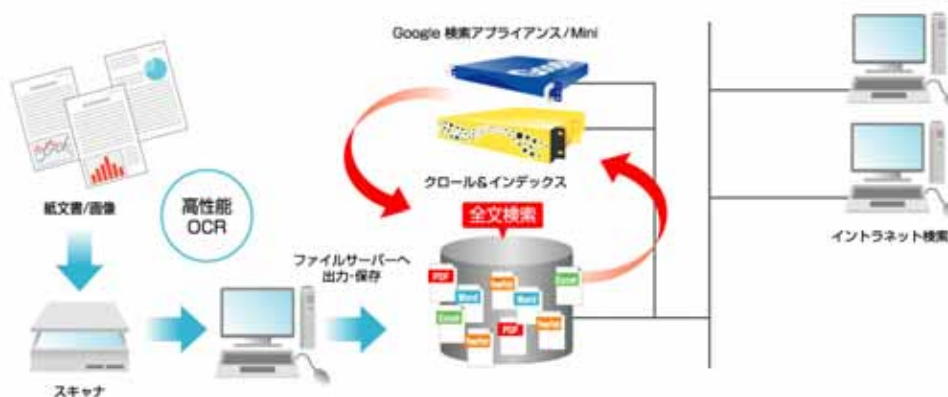 Google 検索アプライアンス/Mini
Google
クロール&インデックス
全文検索
紙文書/画像
高性能
OCR
ファイルサーバーへ
出力・保存
PDF
Word
Word
Excel
Excel
PDF
スキャナ
イントラネット検索